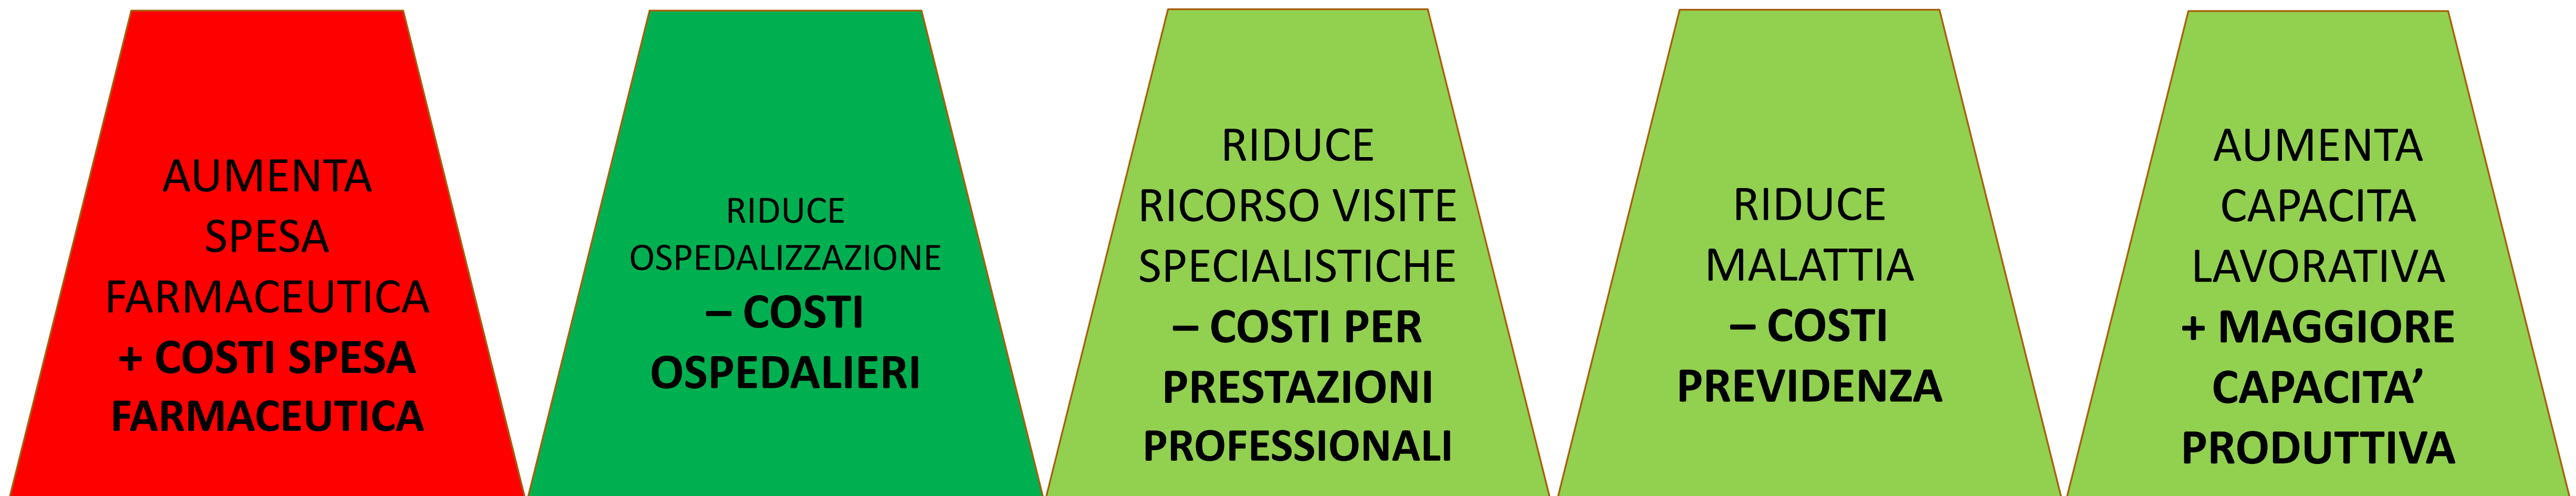 AUMENTA
SPESA
FARMACEUTICA
+ COSTI SPESA
FARMACEUTICA
RIDUCE
OSPEDALIZZAZIONE
– COSTI
OSPEDALIERI
RIDUCE
RICORSO VISITE
SPECIALISTICHE
– COSTI PER
PRESTAZIONI
PROFESSIONALI
RIDUCE
MALATTIA
– COSTI
PREVIDENZA
AUMENTA
CAPACITA
LAVORATIVA
+ MAGGIORE
CAPACITA’
PRODUTTIVA